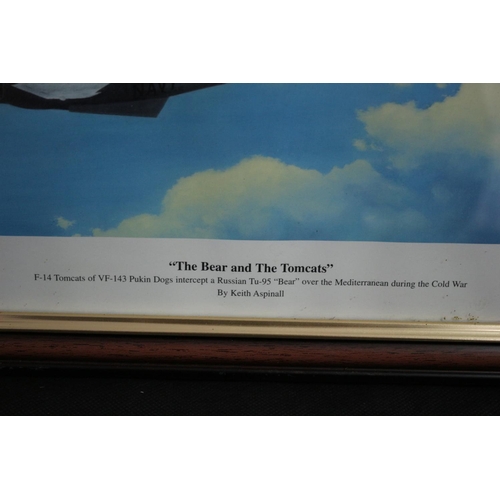 “The Bear and The Tomcats”
F-14 Tomcats of VF-143 Pukin Dogs intercept a Russian Tu-95 “Bear” over the Mediterranean during the Cold War
By Keith Aspinall